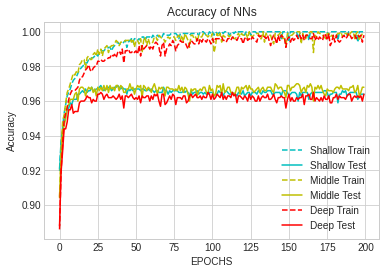 Accuracy of NNs
Accuracy
1.00
0.98
0.96
0.94
0.92
0.90
Shallow Train
Shallow Test
Middle Train
Middle Test
Deep Train
Deep Test
0 25 50 75 100 125 150 175 200
EPOCHS